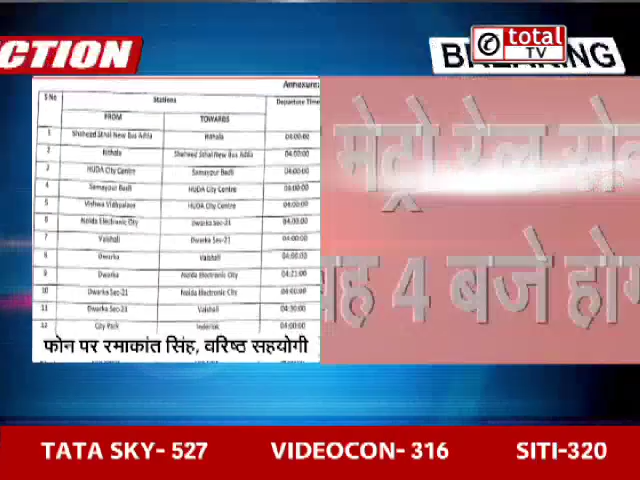 CTION
total
TV
Annexure:
S No Stations Departure Time
FROM TOWARDS
1 Shaheed Sthal New Bus Adda Rithala 04:00:00
2 Rithala Shaheed Sthal New Bus Adda 04:00:00
3 HUDA City Centre Samaypur Badli 04:00:00
4 Samaypur Badli HUDA City Centre 04:00:00
5 Vishwa Vidhyalaya HUDA City Centre 04:00:00
6 Noida Electronic City Dwarka Sec-21 04:00:00
7 Vaishali Dwarka Sec-21 04:00:00
8 Dwarka Vaishali 04:00:00
9 Dwarka Noida Electronic City 04:21:00
10 Dwarka Sec-21 Noida Electronic City 04:00:00
11 Dwarka Sec-21 Vaishali 04:30:00
12 City Park Inderlok 04:00:00
मेट्रो रेल
4 बजे
फोन पर रमाकांत सिंह, वरिष्ठ सहयोगी
TATA SKY- 527 VIDEOCON- 316 SITI-320